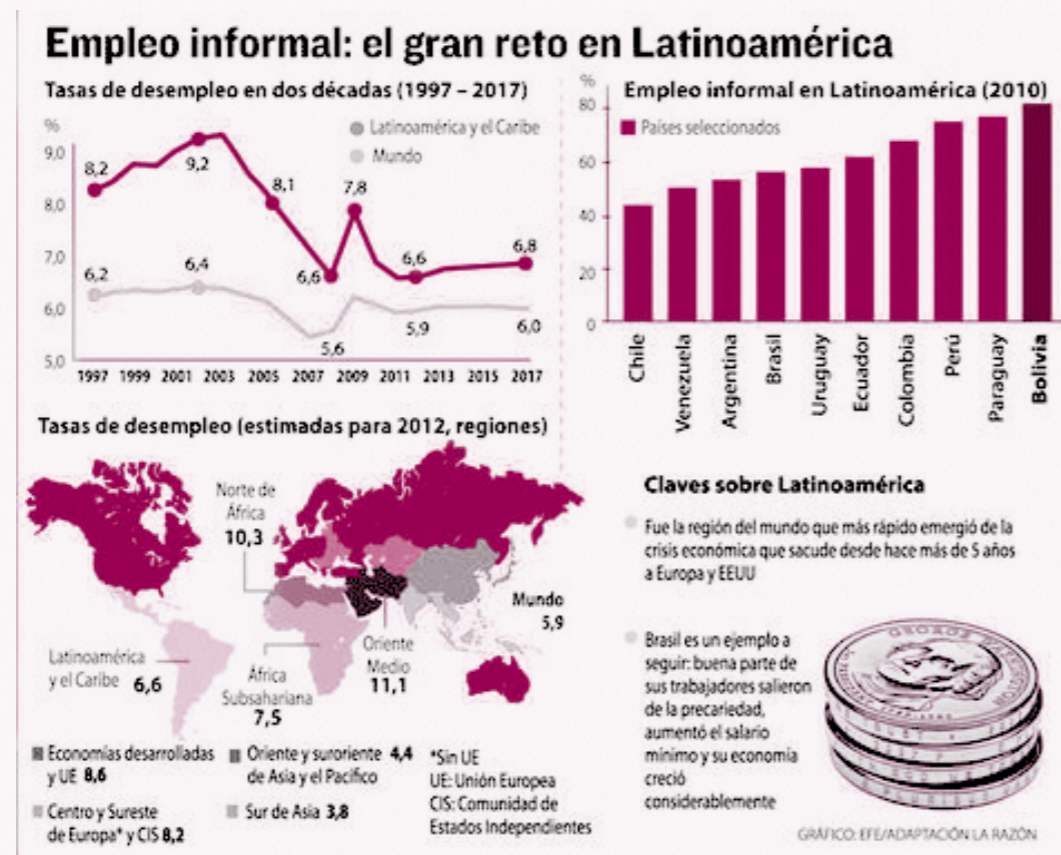 Empleo informal: el gran reto en Latinoamérica
Tasas de desempleo en dos décadas (1997 – 2017)
%
Latinoamérica y el Caribe
Mundo
9,0
8,0
7,0
6,0
5,0
8,2
9,2
8,1
7,8
6,6
6,6
6,8
6,2
6,4
5,6
5,9
6,0
1997 1999 2001 2003 2005 2007 2009 2011 2013 2015 2017
Empleo informal en Latinoamérica (2010)
%
Países seleccionados
80
60
40
20
0
Chile
Venezuela
Argentina
Brasil
Uruguay
Ecuador
Colombia
Perú
Paraguay
Bolivia
Tasas de desempleo (estimadas para 2012, regiones)
Norte de
África
10,3
Mundo
5,9
Latinoamérica
y el Caribe 6,6
África
Subsahariana
7,5
Oriente
Medio
11,1
Economías desarrolladas
y UE 8,6
Centro y Sureste
de Europa* y CIS 8,2
Oriente y suroriente 4,4
de Asia y el Pacífico
Sur de Asia 3,8
*Sin UE
UE: Unión Europea
CIS: Comunidad de
Estados Independientes
Claves sobre Latinoamérica
Fue la región del mundo que más rápido emergió de la
crisis económica que sacude desde hace más de 5 años
a Europa y EEUU
Brasil es un ejemplo a
seguir: buena parte de
sus trabajadores salieron
de la precariedad,
aumentó el salario
mínimo y su economía
creció
considerablemente
GRÁFICO: EFE/ADAPTACIÓN LA RAZÓN